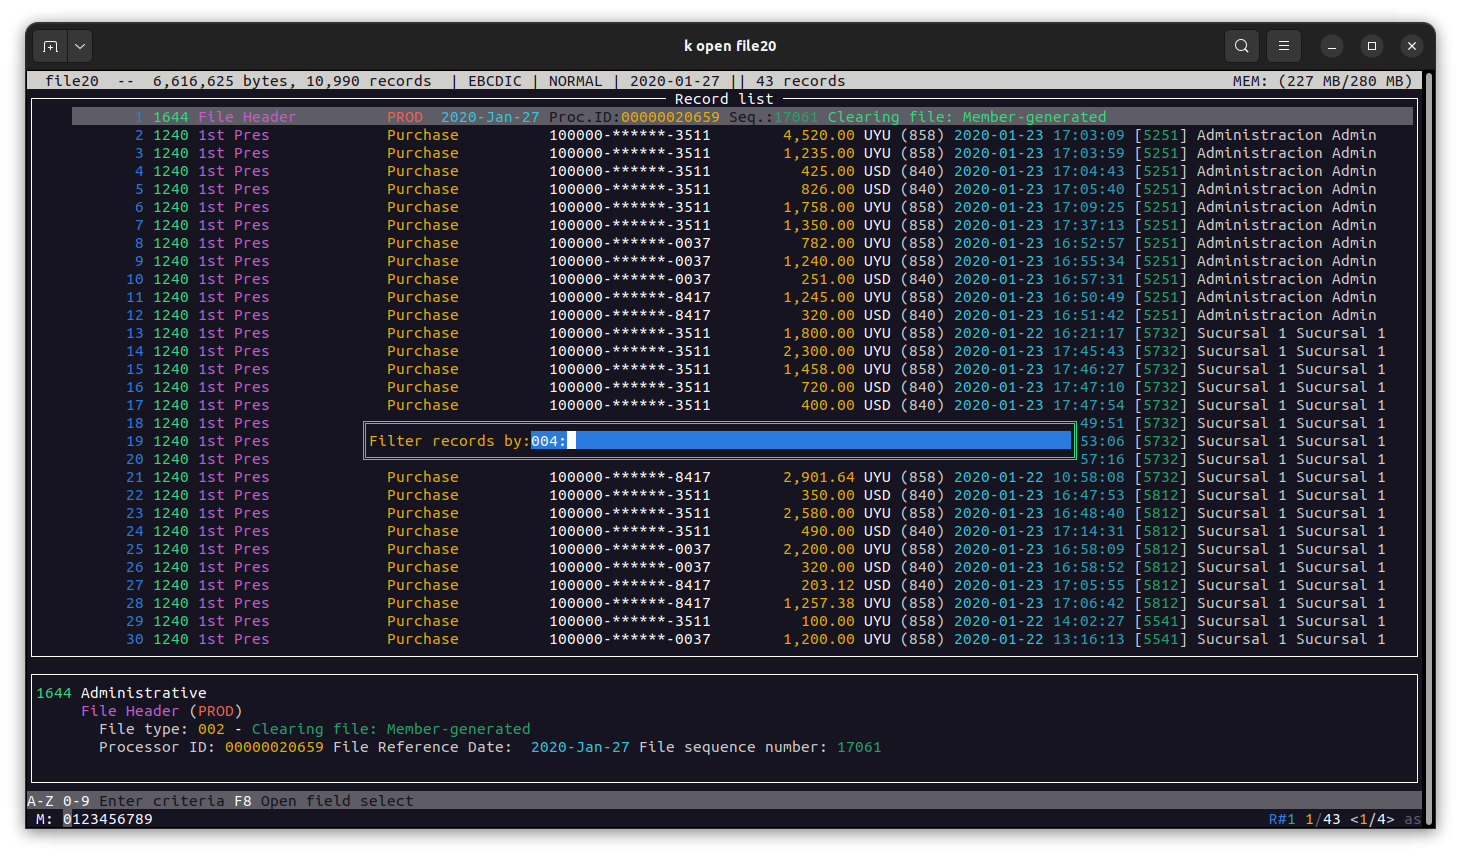 k open file20
file20 -- 6,616,625 bytes, 10,990 records | EBCDIC | NORMAL | 2020-01-27 || 43 records MEM: (227 MB/280 MB)
Record list
1 1644 File Header PROD 2020-Jan-27 Proc.ID:00000020659 Seq.:17061 Clearing file: Member-generated
2 1240 1st Pres Purchase 100000-******-3511 4,520.00 UYU (858) 2020-01-23 17:03:09 [5251] Administracion Admin
3 1240 1st Pres Purchase 100000-******-3511 1,235.00 UYU (858) 2020-01-23 17:03:59 [5251] Administracion Admin
4 1240 1st Pres Purchase 100000-******-3511 425.00 USD (840) 2020-01-23 17:04:43 [5251] Administracion Admin
5 1240 1st Pres Purchase 100000-******-3511 826.00 USD (840) 2020-01-23 17:05:40 [5251] Administracion Admin
6 1240 1st Pres Purchase 100000-******-3511 1,758.00 UYU (858) 2020-01-23 17:09:25 [5251] Administracion Admin
7 1240 1st Pres Purchase 100000-******-3511 1,350.00 UYU (858) 2020-01-23 17:37:13 [5251] Administracion Admin
8 1240 1st Pres Purchase 100000-******-0037 782.00 UYU (858) 2020-01-23 16:52:57 [5251] Administracion Admin
9 1240 1st Pres Purchase 100000-******-0037 1,240.00 UYU (858) 2020-01-23 16:55:34 [5251] Administracion Admin
10 1240 1st Pres Purchase 100000-******-0037 251.00 USD (840) 2020-01-23 16:57:31 [5251] Administracion Admin
11 1240 1st Pres Purchase 100000-******-8417 1,245.00 UYU (858) 2020-01-23 16:50:49 [5251] Administracion Admin
12 1240 1st Pres Purchase 100000-******-8417 320.00 USD (840) 2020-01-23 16:51:42 [5251] Administracion Admin
13 1240 1st Pres Purchase 100000-******-3511 1,800.00 UYU (858) 2020-01-22 16:21:17 [5732] Sucursal 1 Sucursal 1
14 1240 1st Pres Purchase 100000-******-3511 2,300.00 UYU (858) 2020-01-23 17:45:43 [5732] Sucursal 1 Sucursal 1
15 1240 1st Pres Purchase 100000-******-3511 1,458.00 UYU (858) 2020-01-23 17:46:27 [5732] Sucursal 1 Sucursal 1
16 1240 1st Pres Purchase 100000-******-3511 720.00 USD (840) 2020-01-23 17:47:10 [5732] Sucursal 1 Sucursal 1
17 1240 1st Pres Purchase 100000-******-3511 400.00 USD (840) 2020-01-23 17:47:54 [5732] Sucursal 1 Sucursal 1
18 1240 1st Pres 49:51 [5732] Sucursal 1 Sucursal 1
19 1240 1st Pres Filter records by:004: 53:06 [5732] Sucursal 1 Sucursal 1
20 1240 1st Pres 57:16 [5732] Sucursal 1 Sucursal 1
21 1240 1st Pres Purchase 100000-******-8417 2,901.64 UYU (858) 2020-01-22 10:58:08 [5732] Sucursal 1 Sucursal 1
22 1240 1st Pres Purchase 100000-******-3511 350.00 USD (840) 2020-01-23 16:47:53 [5812] Sucursal 1 Sucursal 1
23 1240 1st Pres Purchase 100000-******-3511 2,580.00 UYU (858) 2020-01-23 16:48:40 [5812] Sucursal 1 Sucursal 1
24 1240 1st Pres Purchase 100000-******-3511 490.00 USD (840) 2020-01-23 17:14:31 [5812] Sucursal 1 Sucursal 1
25 1240 1st Pres Purchase 100000-******-0037 2,200.00 UYU (858) 2020-01-23 16:58:09 [5812] Sucursal 1 Sucursal 1
26 1240 1st Pres Purchase 100000-******-0037 320.00 USD (840) 2020-01-23 16:58:52 [5812] Sucursal 1 Sucursal 1
27 1240 1st Pres Purchase 100000-******-8417 203.12 USD (840) 2020-01-23 17:05:55 [5812] Sucursal 1 Sucursal 1
28 1240 1st Pres Purchase 100000-******-8417 1,257.38 UYU (858) 2020-01-23 17:06:42 [5812] Sucursal 1 Sucursal 1
29 1240 1st Pres Purchase 100000-******-3511 100.00 UYU (858) 2020-01-22 14:02:27 [5541] Sucursal 1 Sucursal 1
30 1240 1st Pres Purchase 100000-******-0037 1,200.00 UYU (858) 2020-01-22 13:16:13 [5541] Sucursal 1 Sucursal 1
1644 Administrative
File Header (PROD)
File type: 002 - Clearing file: Member-generated
Processor ID: 00000020659 File Reference Date: 2020-Jan-27 File sequence number: 17061
A-Z 0-9 Enter criteria F8 Open field select
M: 0123456789 R#1 1/43 <1/4> as